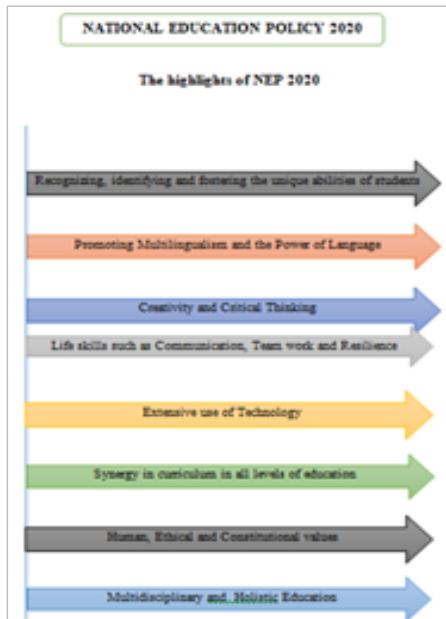 NATIONAL EDUCATION POLICY 2020
The highlights of NEP 2020
Recognizing, identifying and fostering the unique abilities of students
Promoting Multilingualism and the Power of Language
Creativity and Critical Thinking
Life skills such as Communication, Team work and Resilience
Extensive use of Technology
Synergy in curriculum in all levels of education
Human, Ethical and Constitutional values
Multidisciplinary and Holistic Education